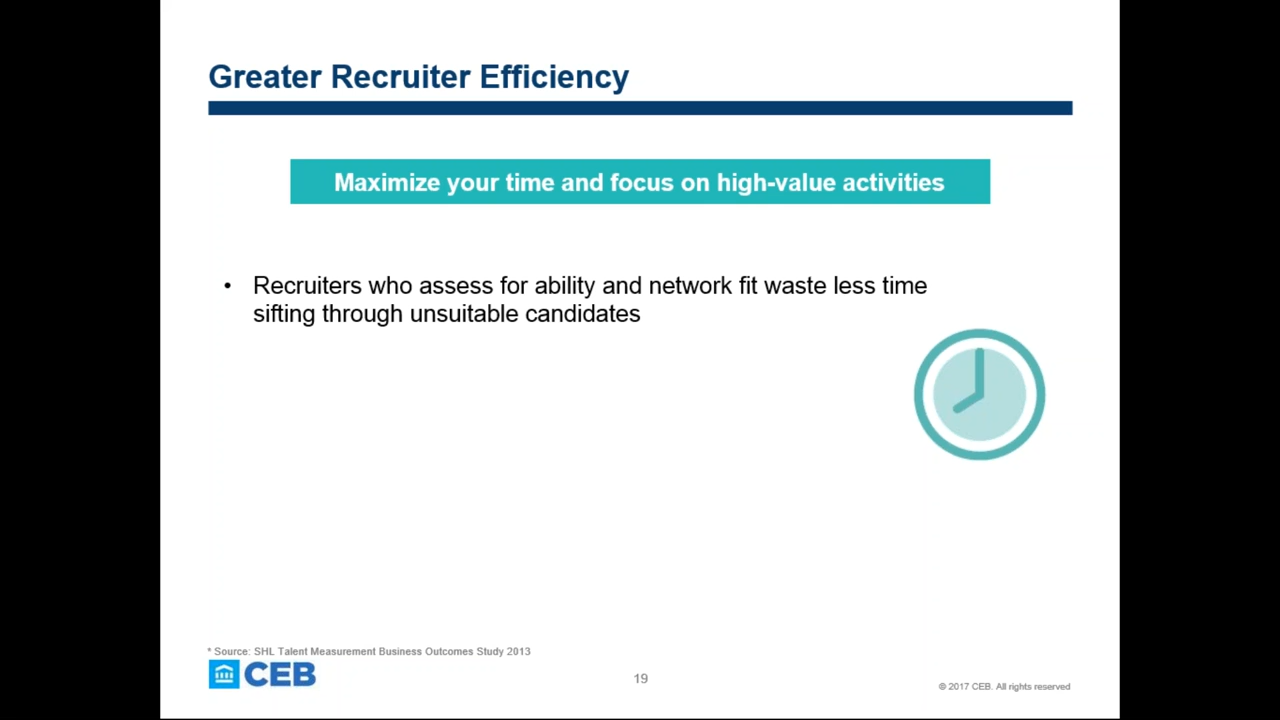 Greater Recruiter Efficiency
Maximize your time and focus on high-value activities
• Recruiters who assess for ability and network fit waste less time
sifting through unsuitable candidates
* Source: SHL Talent Measurement Business Outcomes Study 2013
CEB
19
© 2017 CEB. All rights reserved